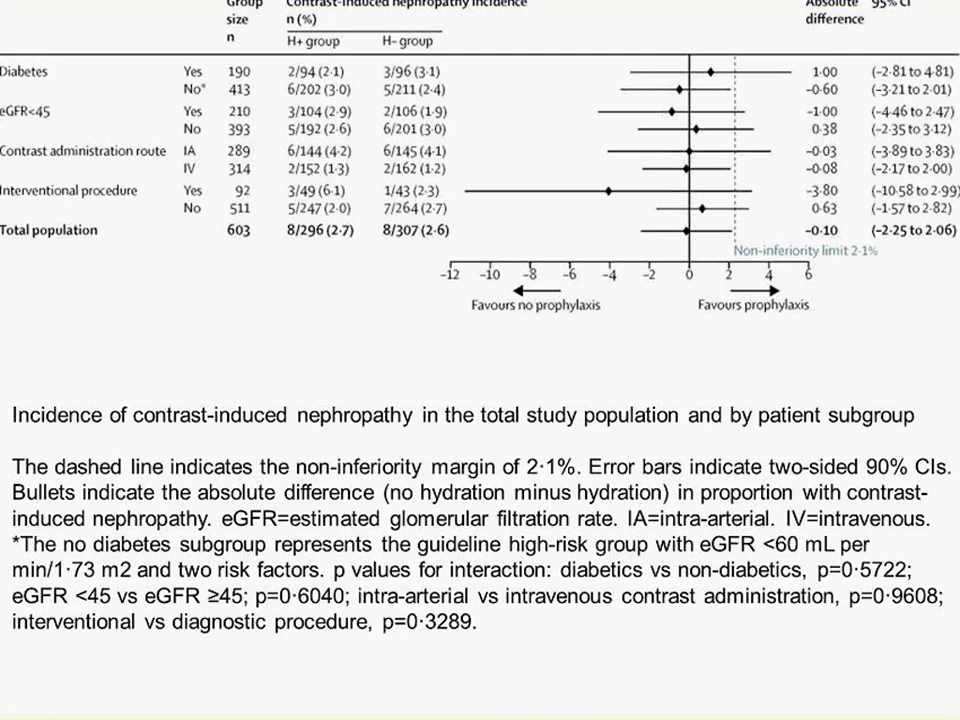 Group Contrast-induced nephropathy incidence Absolute 95% CI
size n (%) difference
n H+ group H– group
Diabetes Yes 190 2/94 (2·1) 3/96 (3·1) 1·00 (–2·81 to 4·81)
No* 413 6/202 (3·0) 5/211 (2·4) –0·60 (–3·21 to 2·01)
eGFR<45 Yes 210 3/104 (2·9) 2/106 (1·9) –1·00 (–4·46 to 2·47)
No 393 5/192 (2·6) 6/201 (3·0) 0·38 (–2·35 to 3·12)
Contrast administration route IA 289 6/144 (4·2) 6/145 (4·1) –0·03 (–3·89 to 3·83)
IV 314 2/152 (1·3) 2/162 (1·2) –0·08 (–2·17 to 2·00)
Interventional procedure Yes 92 3/49 (6·1) 1/43 (2·3) –3·80 (–10·58 to 2·99)
No 511 5/247 (2·0) 7/264 (2·7) 0·63 (–1·57 to 2·82)
Total population 603 8/296 (2·7) 8/307 (2·6) –0·10 (–2·25 to 2·06)
Non-inferiority limit 2·1%
–12 –10 –8 –6 –4 –2 0 2 4 6
Favours no prophylaxis Favours prophylaxis
Incidence of contrast-induced nephropathy in the total study population and by patient subgroup
The dashed line indicates the non-inferiority margin of 2·1%. Error bars indicate two-sided 90% CIs.
Bullets indicate the absolute difference (no hydration minus hydration) in proportion with contrast-
induced nephropathy. eGFR=estimated glomerular filtration rate. IA=intra-arterial. IV=intravenous.
*The no diabetes subgroup represents the guideline high-risk group with eGFR <60 mL per
min/1·73 m2 and two risk factors. p values for interaction: diabetics vs non-diabetics, p=0·5722;
eGFR <45 vs eGFR ≥45; p=0·6040; intra-arterial vs intravenous contrast administration, p=0·9608;
interventional vs diagnostic procedure, p=0·3289.